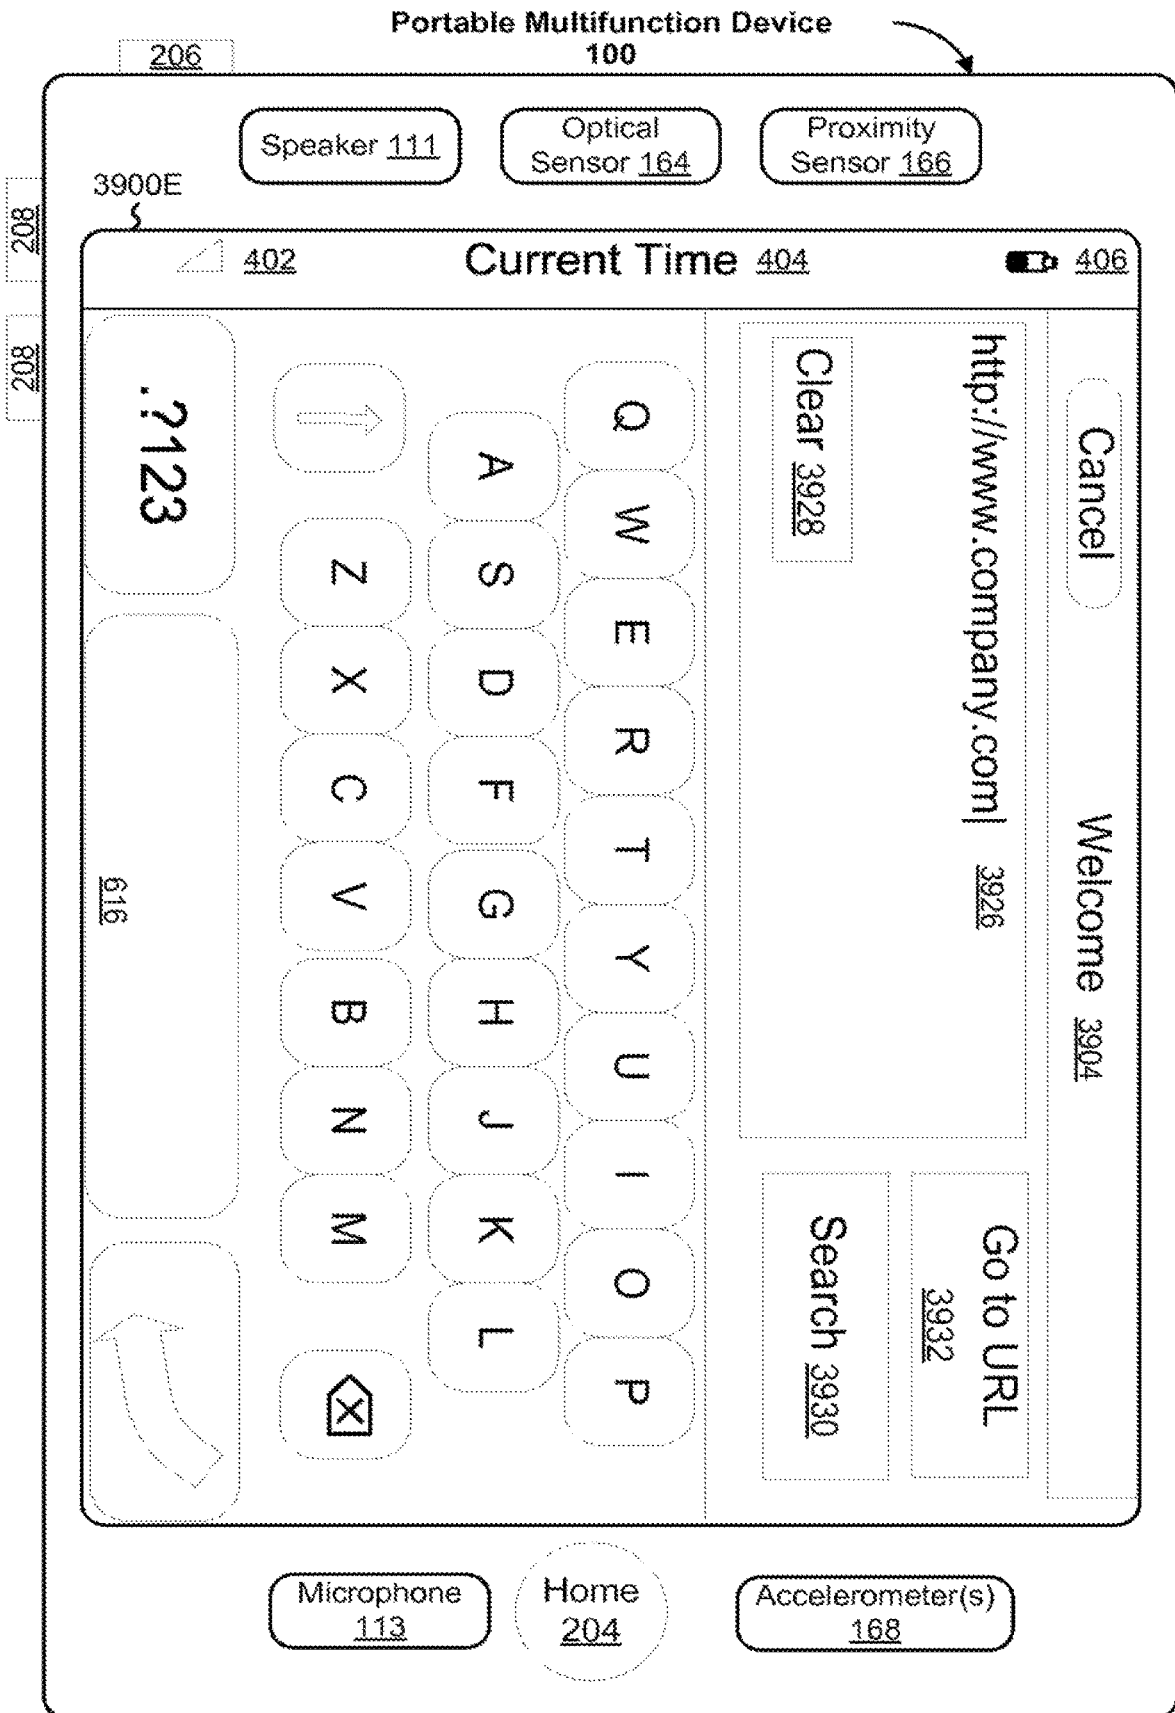 Portable Multifunction Device
100
206
Speaker 111
Optical
Sensor 164
Proximity
Sensor 166
3900E
208
208
402
Current Time 404
406
Cancel
Welcome 3904
http://www.company.com|
3926
Clear 3928
Go to URL
3932
Search 3930
Q W E R T Y U I O P
A S D F G H J K L
Z X C V B N M
.?123
616
Microphone
113
Home
204
Accelerometer(s)
168